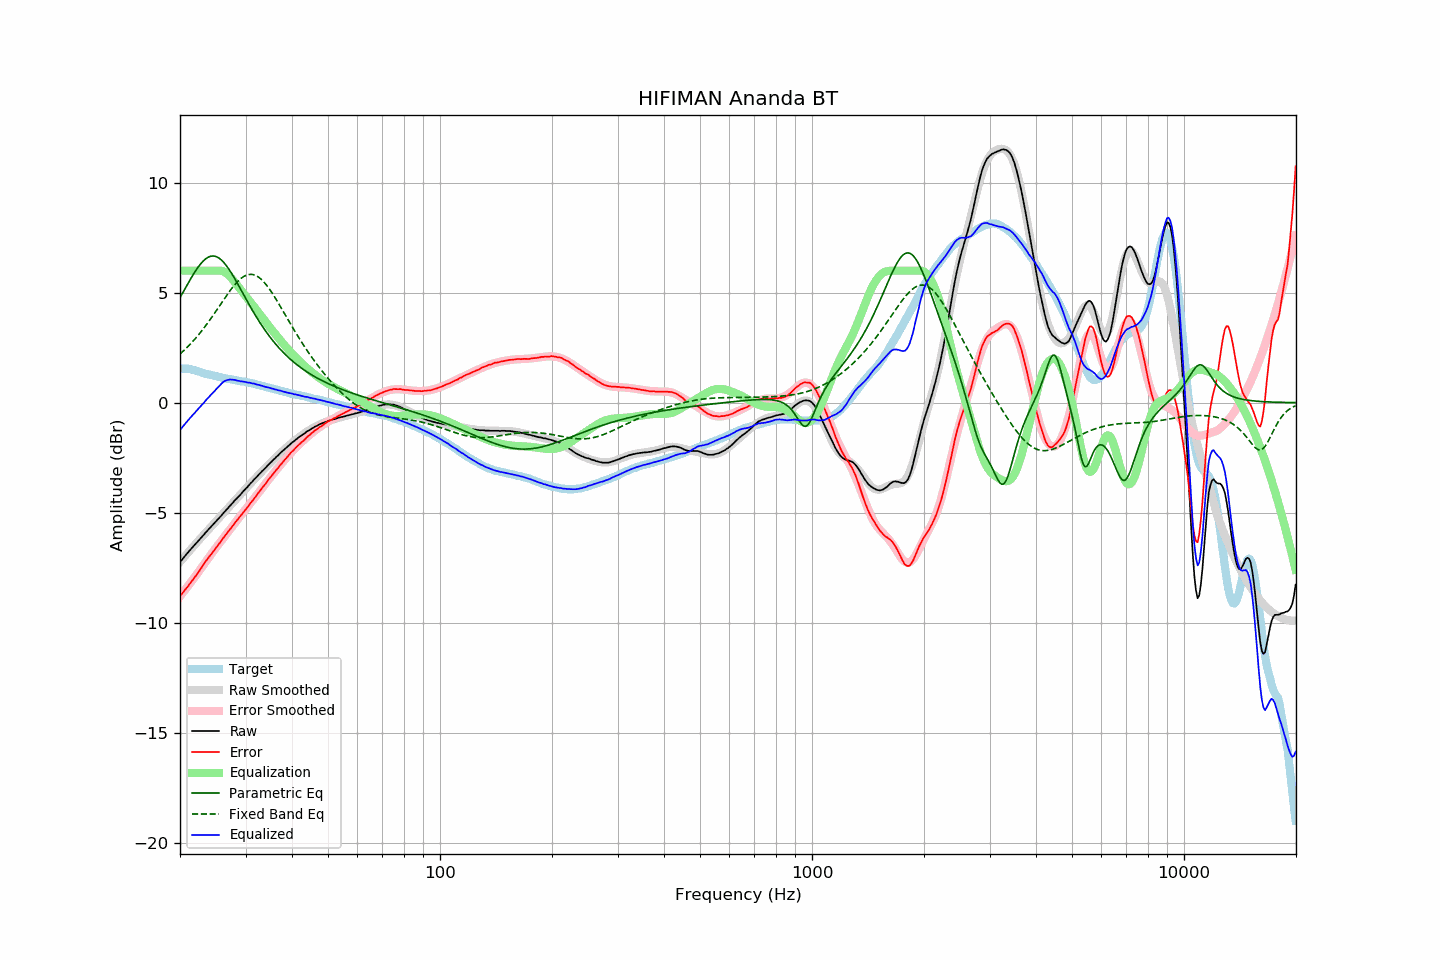 HIFIMAN Ananda BT
Amplitude (dBr)
10
5
0
−5
−10
−15
−20
Target
Raw Smoothed
Error Smoothed
Raw
Error
Equalization
Parametric Eq
Fixed Band Eq
Equalized
100
1000
10000
Frequency (Hz)